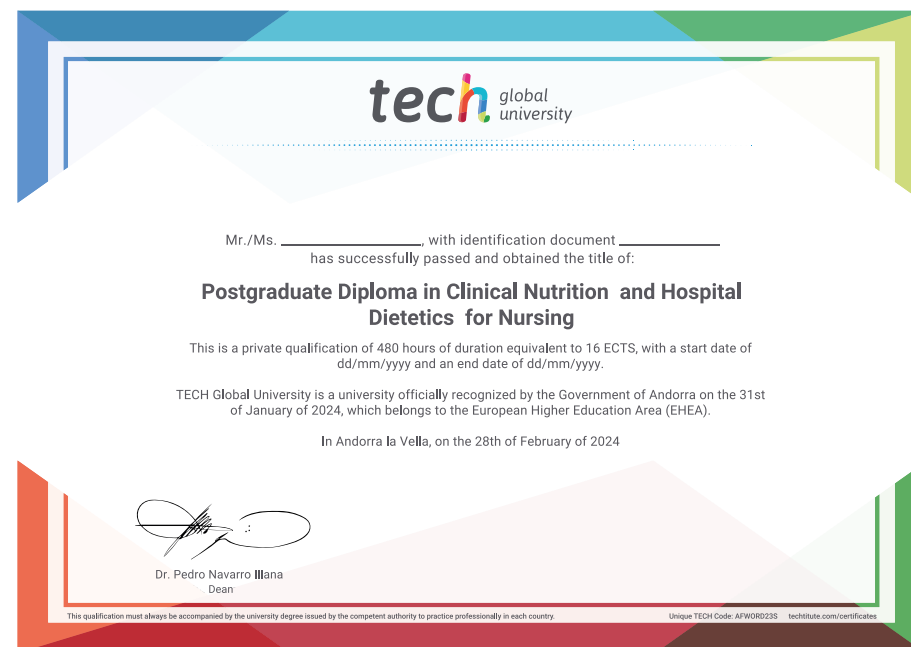 tech global university
Mr./Ms. ____________, with identification document ____________
has successfully passed and obtained the title of:
Postgraduate Diploma in Clinical Nutrition and Hospital
Dietetics for Nursing
This is a private qualification of 480 hours of duration equivalent to 16 ECTS, with a start date of
dd/mm/yyyy and an end date of dd/mm/yyyy.
TECH Global University is a university officially recognized by the Government of Andorra on the 31st
of January of 2024, which belongs to the European Higher Education Area (EHEA).
In Andorra la Vella, on the 28th of February of 2024
Dr. Pedro Navarro Illana
Dean
This qualification must always be accompanied by the university degree issued by the competent authority to practice professionally in each country.
Unique TECH Code: AFWORD23S techtitute.com/certificates